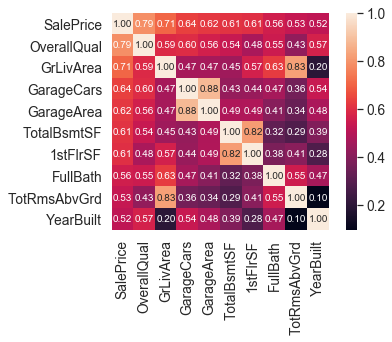 SalePrice 1.00 0.79 0.71 0.64 0.62 0.61 0.61 0.56 0.53 0.52
OverallQual 0.79 1.00 0.59 0.60 0.56 0.54 0.48 0.55 0.43 0.57
GrLivArea 0.71 0.59 1.00 0.47 0.47 0.45 0.57 0.63 0.83 0.20
GarageCars 0.64 0.60 0.47 1.00 0.88 0.43 0.44 0.47 0.36 0.54
GarageArea 0.62 0.56 0.47 0.88 1.00 0.49 0.49 0.41 0.34 0.48
TotalBsmtSF 0.61 0.54 0.45 0.43 0.49 1.00 0.82 0.32 0.29 0.39
1stFlrSF 0.61 0.48 0.57 0.44 0.49 0.82 1.00 0.38 0.41 0.28
FullBath 0.56 0.55 0.63 0.47 0.41 0.32 0.38 1.00 0.55 0.47
TotRmsAbvGrd 0.53 0.43 0.83 0.36 0.34 0.29 0.41 0.55 1.00 0.10
YearBuilt 0.52 0.57 0.20 0.54 0.48 0.39 0.28 0.47 0.10 1.00
SalePrice
OverallQual
GrLivArea
GarageCars
GarageArea
TotalBsmtSF
1stFlrSF
FullBath
TotRmsAbvGrd
YearBuilt
1.0
0.8
0.6
0.4
0.2